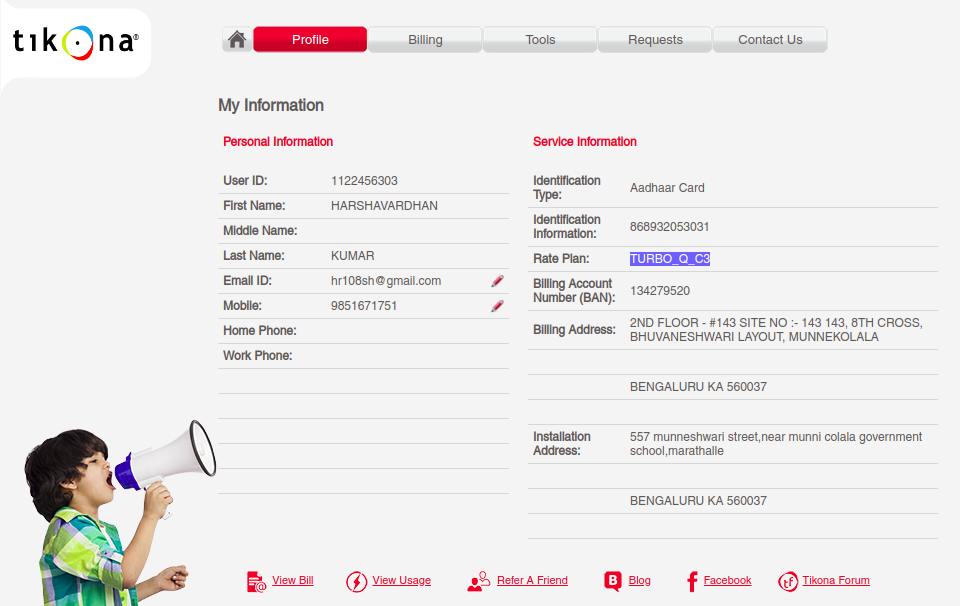 tikona®
Profile
Billing
Tools
Requests
Contact Us
My Information
Personal Information
User ID: 1122456303
First Name: HARSHAVARDHAN
Middle Name:
Last Name: KUMAR
Email ID: hr108sh@gmail.com
Mobile: 9851671751
Home Phone:
Work Phone:
Service Information
Identification
Type:
Aadhaar Card
Identification
Information:
868932053031
Rate Plan: TURBO_Q_C3
Billing Account
Number (BAN):
134279520
Billing Address:
2ND FLOOR - #143 SITE NO :- 143 143, 8TH CROSS,
BHUVANESHWARI LAYOUT, MUNNEKOLALA
BENGALURU KA 560037
Installation
Address:
557 munneshwari street,near munni colala government
school,marathalle
BENGALURU KA 560037
View Bill
View Usage
Refer A Friend
B
Blog
f
Facebook
tf
Tikona Forum